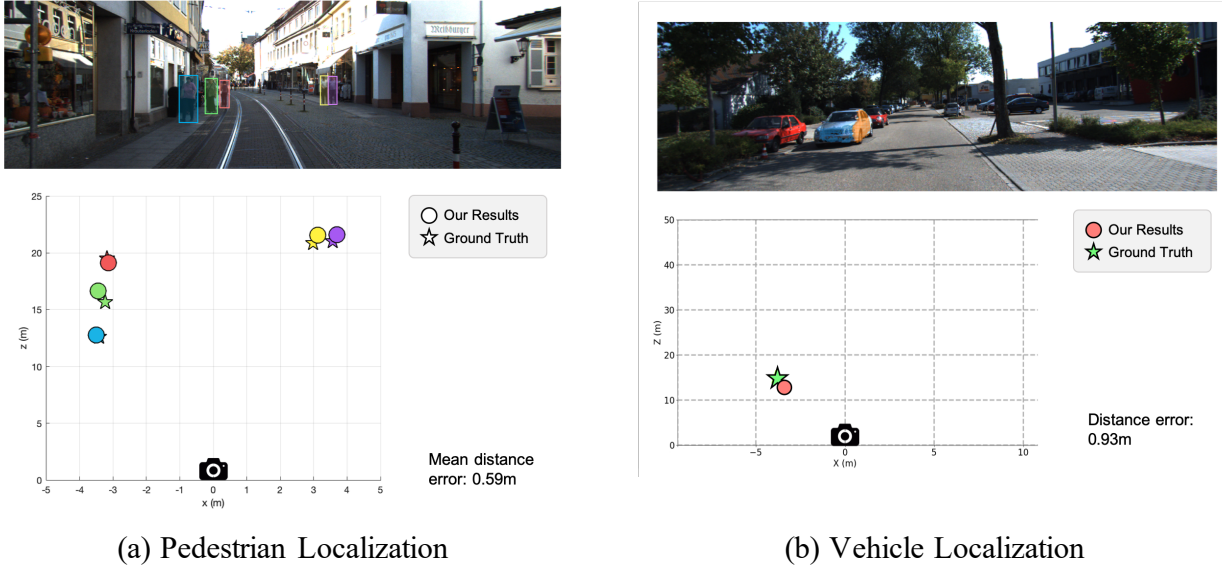 Meißburger
25
20
15
10
5
0
z (m)
-5
-4
-3
-2
-1
0
1
2
3
4
5
x (m)
Our Results
Ground Truth
Mean distance
error: 0.59m
(a) Pedestrian Localization
50
40
30
20
10
0
Z (m)
−5
0
5
10
X (m)
Our Results
Ground Truth
Distance error:
0.93m
(b) Vehicle Localization